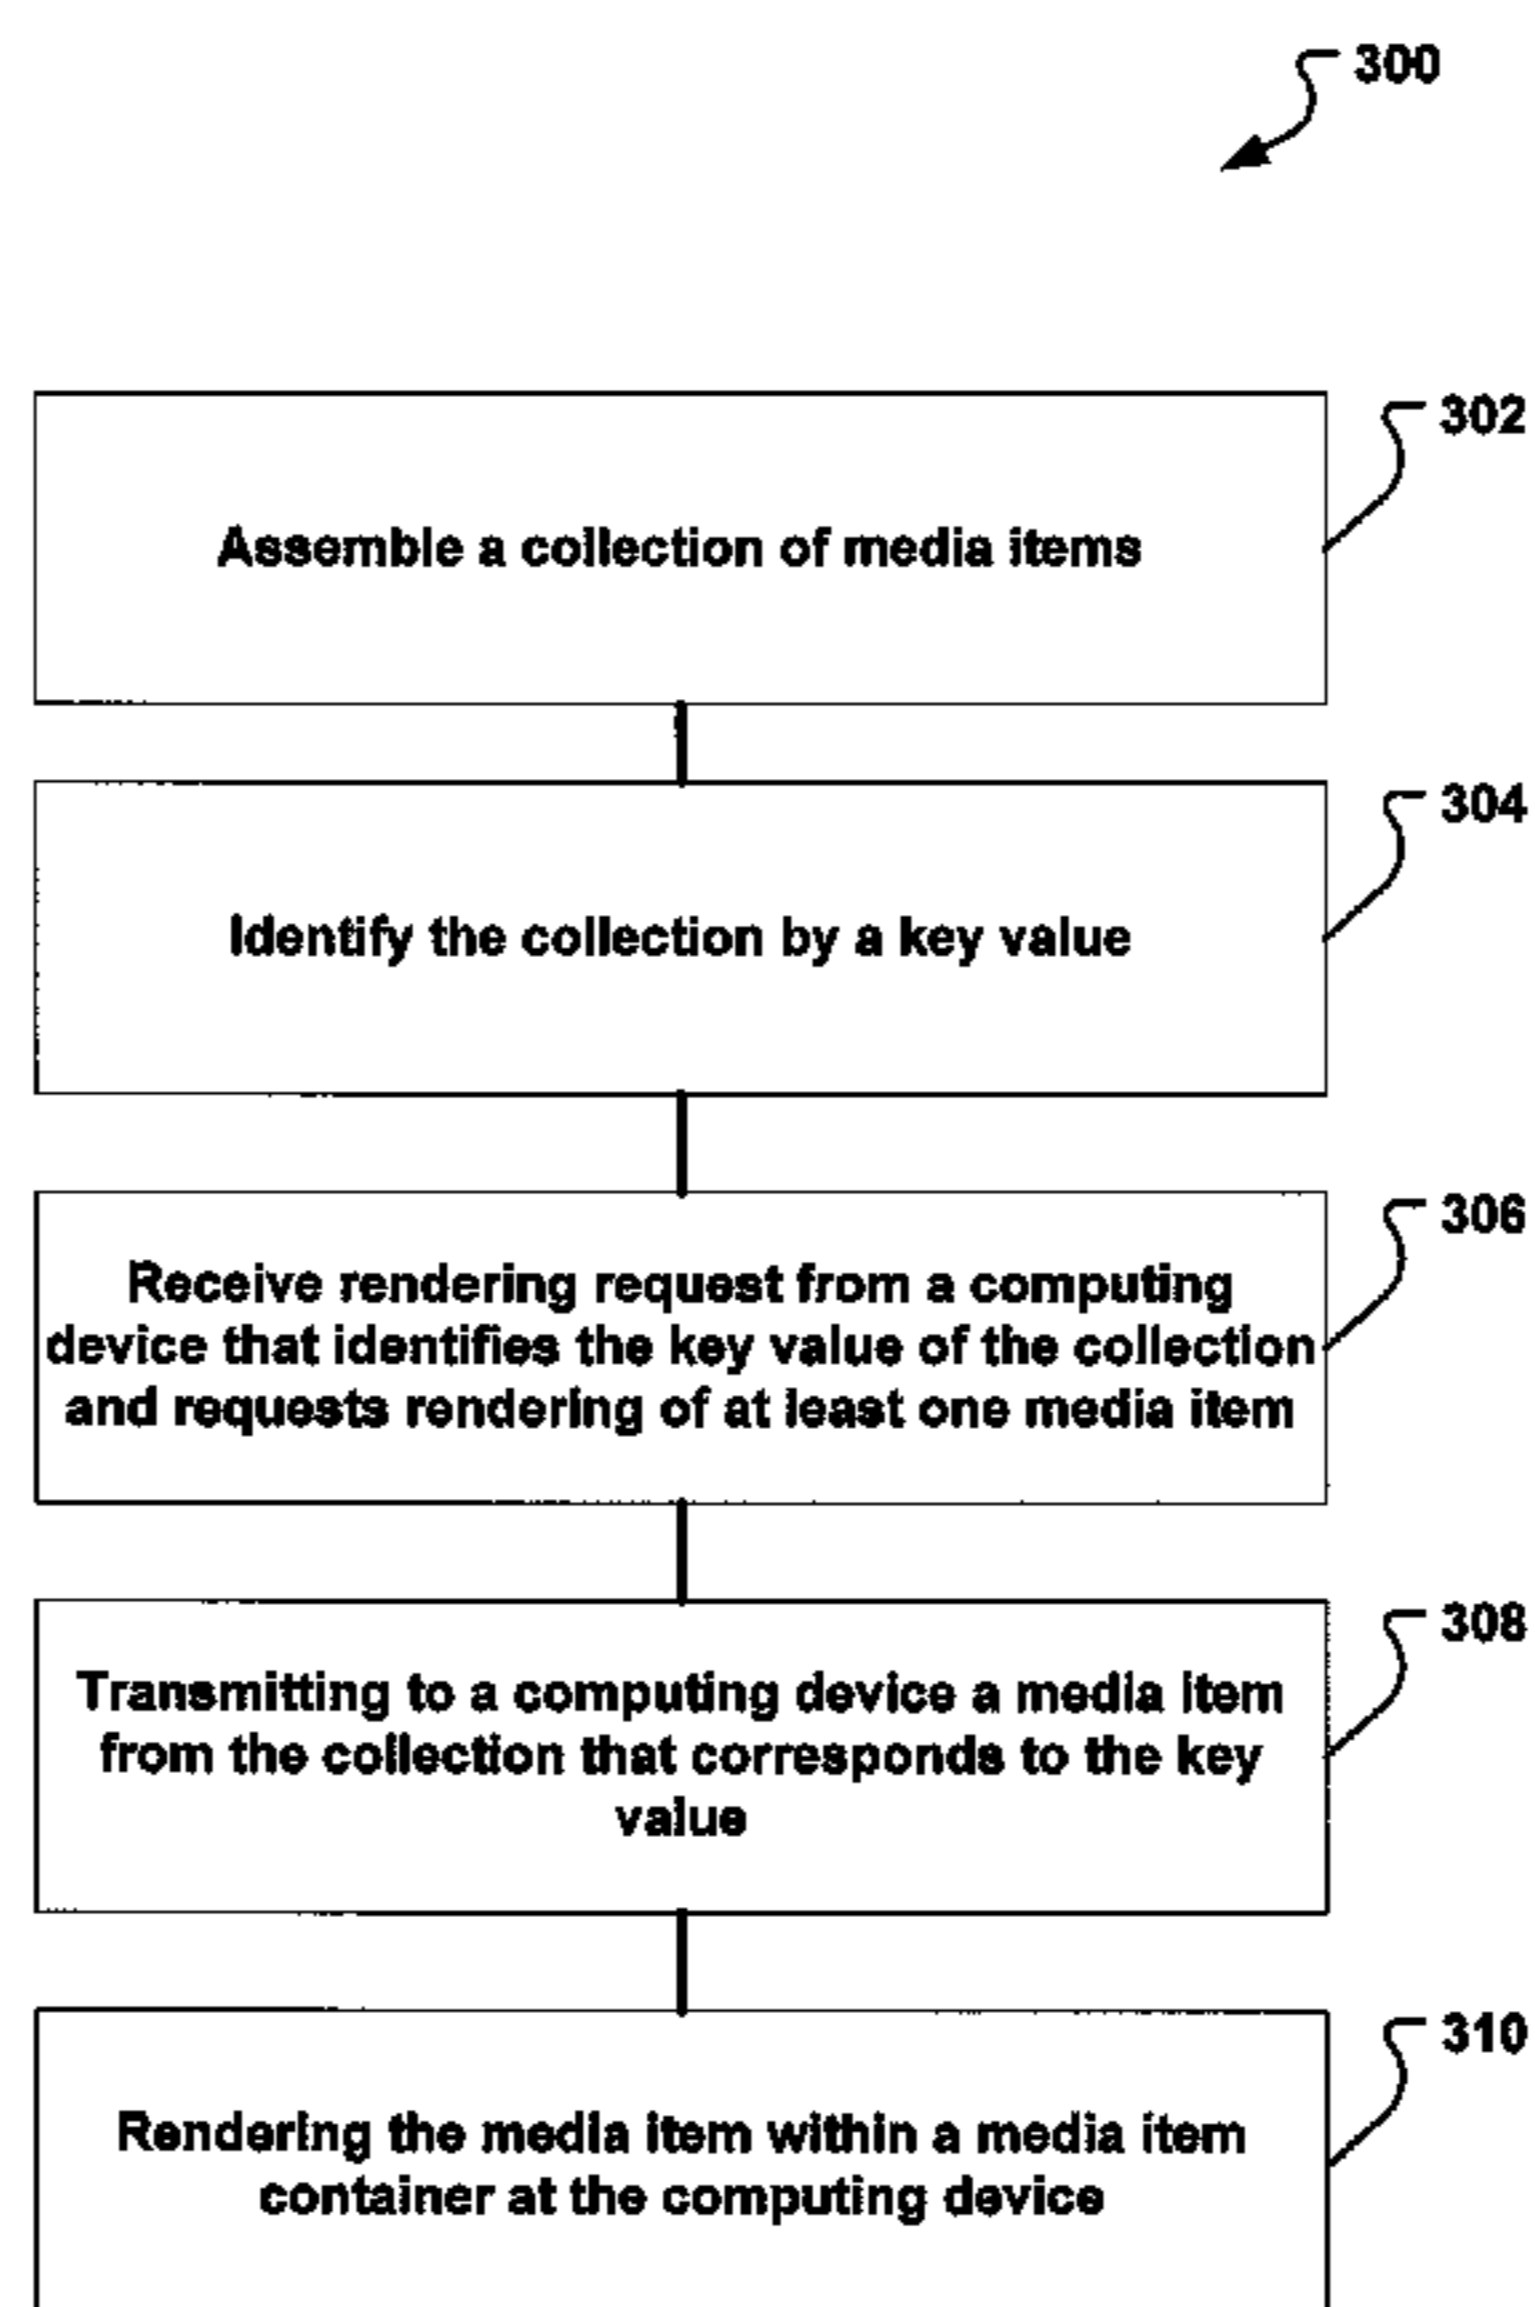 300
302
Assemble a collection of media items
304
Identify the collection by a key value
306
Receive rendering request from a computing
device that identifies the key value of the collection
and requests rendering of at least one media item
308
Transmitting to a computing device a media item
from the collection that corresponds to the key
value
310
Rendering the media item within a media item
container at the computing device